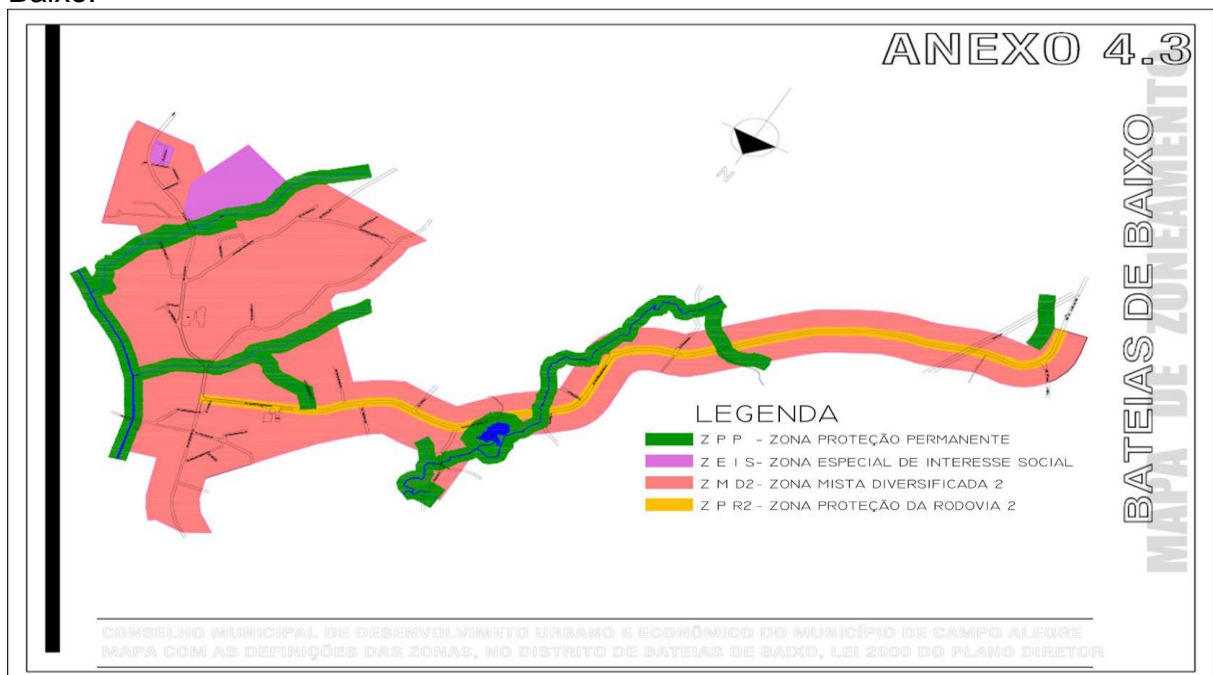 Baixo.
ANEXO 4.3
BATEIAS DE BAIXO
MAPA DE ZONEAMENTO
N
LEGENDA
Z P P - ZONA PROTEÇÃO PERMANENTE
Z E I S- ZONA ESPECIAL DE INTERESSE SOCIAL
Z M D2- ZONA MISTA DIVERSIFICADA 2
Z P R2 - ZONA PROTEÇÃO DA RODOVIA 2
CONSELHO MUNICIPAL DE DESENVOLVIMETO URBANO E ECONÔMICO DO MUNICÍPIO DE CAMPO ALEGRE
MAPA COM AS DEFINIÇÕES DAS ZONAS, NO DISTRITO DE BATEIAS DE BAIXO, LEI 2000 DO PLANO DIRETOR